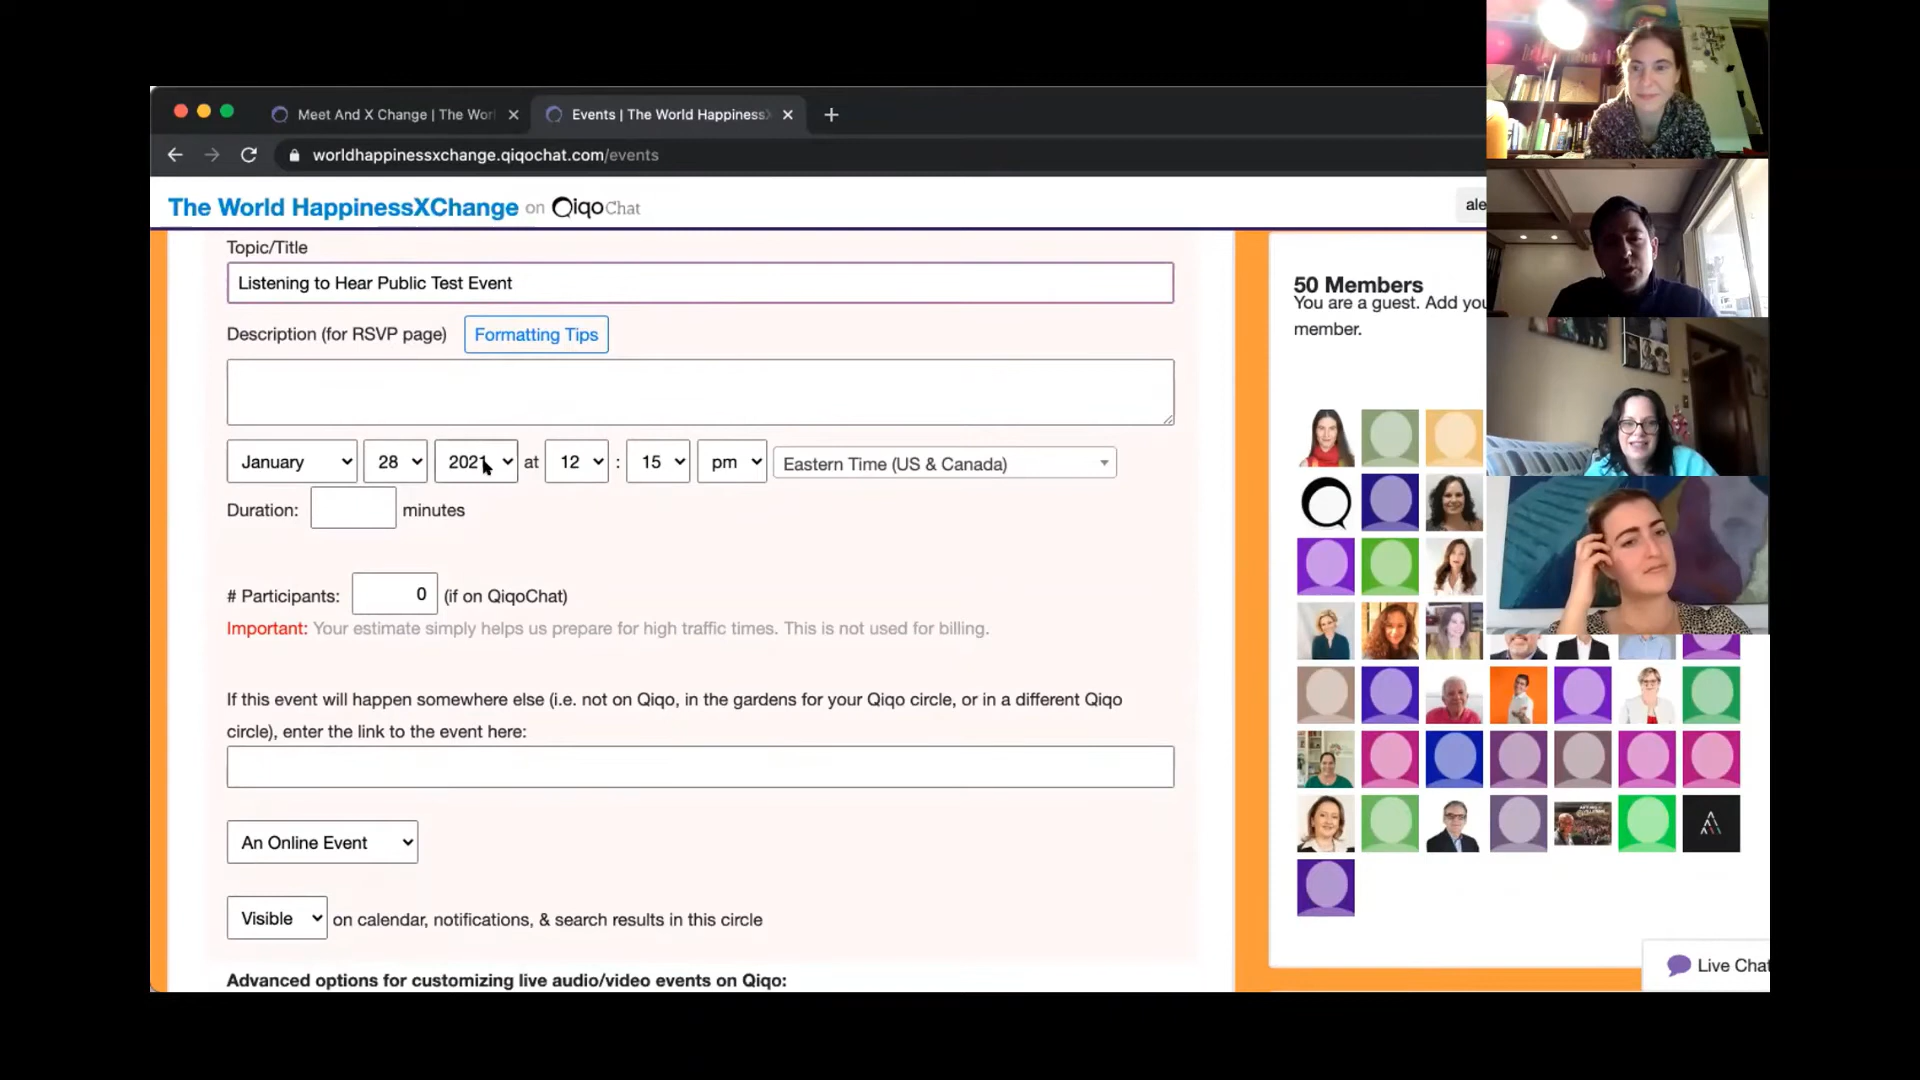 Meet And X Change | The Wor
Events | The World HappinessX
worldhappinessxchange.qiqochat.com/events
The World HappinessXChange on Qiqo Chat
ale
Topic/Title
Listening to Hear Public Test Event
Description (for RSVP page) Formatting Tips
January 28 2021 at 12 : 15 pm Eastern Time (US & Canada)
Duration: minutes
# Participants: 0 (if on QiqoChat)
Important: Your estimate simply helps us prepare for high traffic times. This is not used for billing.
If this event will happen somewhere else (i.e. not on Qiqo, in the gardens for your Qiqo circle, or in a different Qiqo
circle), enter the link to the event here:
An Online Event
Visible on calendar, notifications, & search results in this circle
Advanced options for customizing live audio/video events on Qiqo:
50 Members
You are a guest. Add you
member.
Live Chat